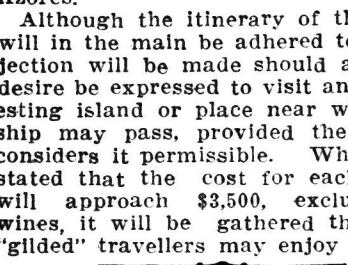 Azores.
Although the itinerary of th
will in the main be adhered to
jection will be made should a
desire be expressed to visit an
esting island or place near w
ship may pass, provided the
considers it permissible. Wh
stated that the cost for each
will approach $3,500, exclu
wines, it will be gathered th
"gilded" travellers may enjoy